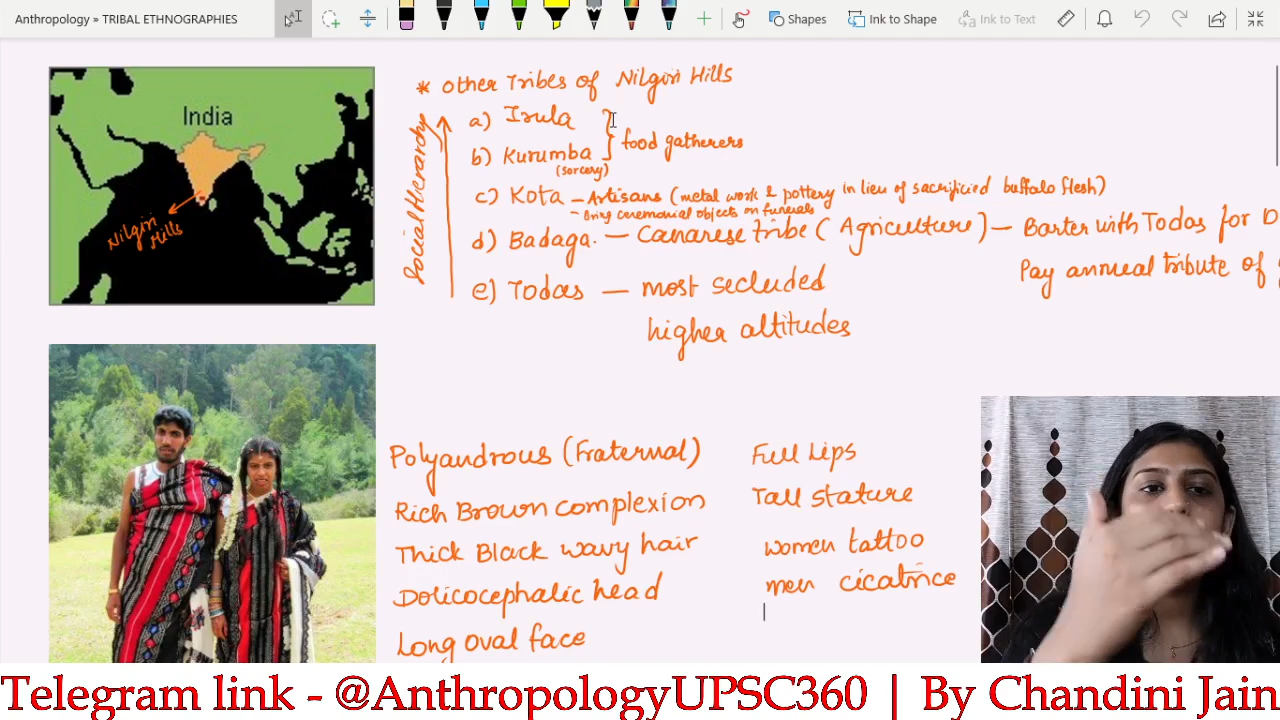 Anthropology » TRIBAL ETHNOGRAPHIES
Shapes
Ink to Shape
Ink to Text
India
Nilgiri Hills
Social Hierarchy
* Other Tribes of Nilgiri Hills
a) Irula
b) Kurumba
(sorcery)
food gatherers
c) Kota - Artisans (metal work & pottery in lieu of sacrificied buffalo flesh)
- Bring ceremonial objects on funerals
d) Badaga. - Canarese tribe (Agriculture) - Barter with Todas for D
Pay annual tribute of
e) Todas - most secluded
higher altitudes
Polyandrous (Fraternal)
Rich Brown complexion
Thick Black wavy hair
Dolicocephalic head
Long oval face
Full Lips
Tall stature
women tattoo
men cicatrice
Telegram link - @AnthropologyUPSC360 | By Chandini Jain